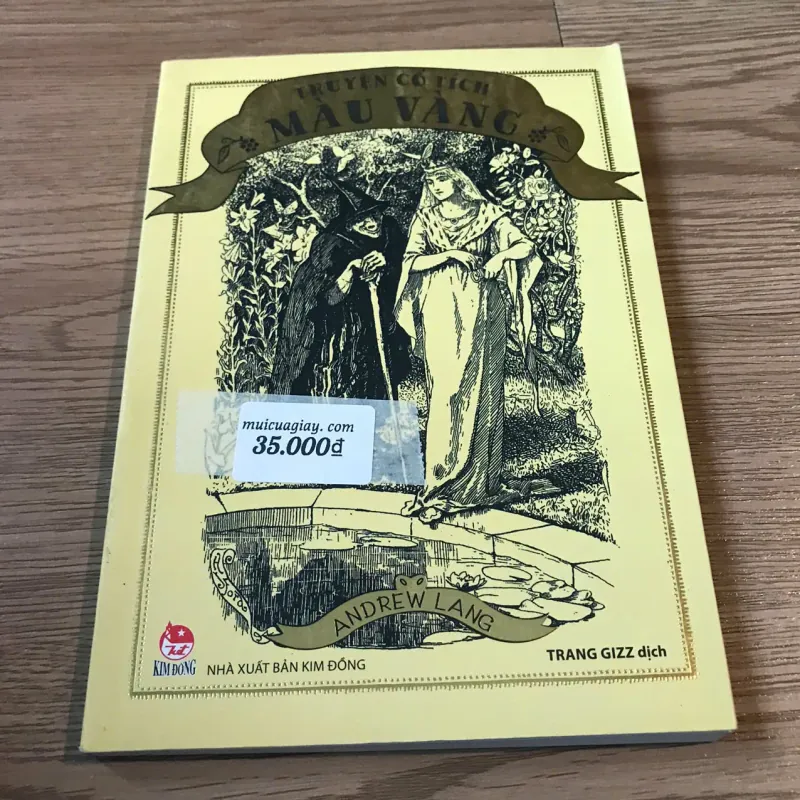 TRUYỆN CỔ TÍCH
MÀU VÀNG
muicuagiay. com
35.000₫
ANDREW LANG
KIM ĐỒNG
NHÀ XUẤT BẢN KIM ĐỒNG
TRANG GIZZ dịch